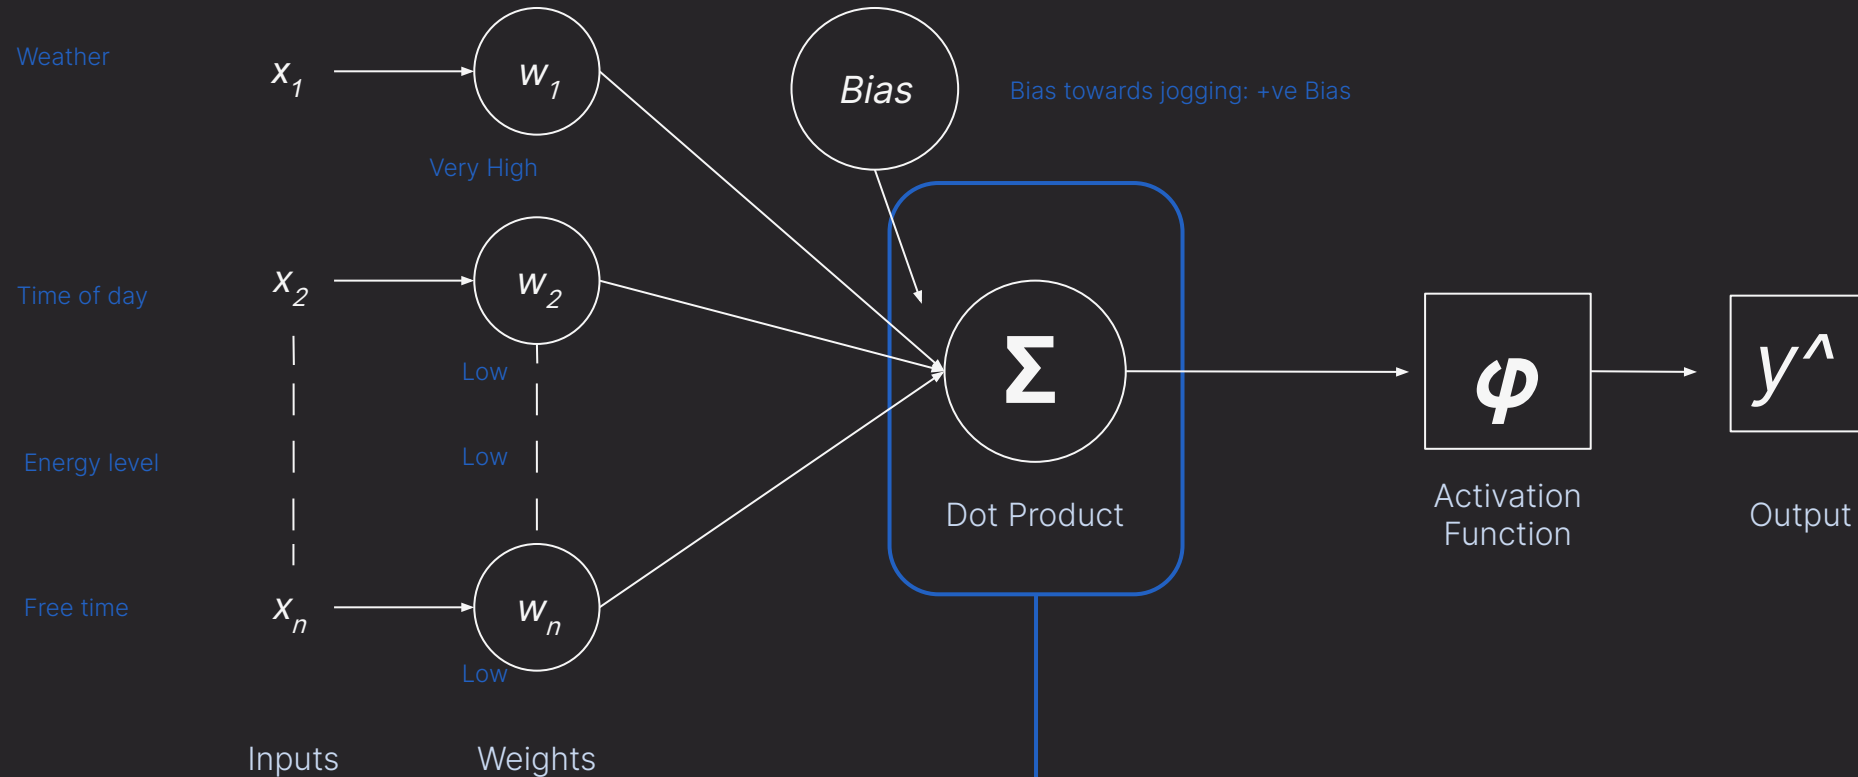 Weather
x1
w1
Bias
Bias towards jogging: +ve Bias
Very High
Time of day
x2
w2
Low
Σ
φ
y^
Energy level
Low
Dot Product
Activation
Function
Output
Free time
xn
wn
Low
Inputs
Weights